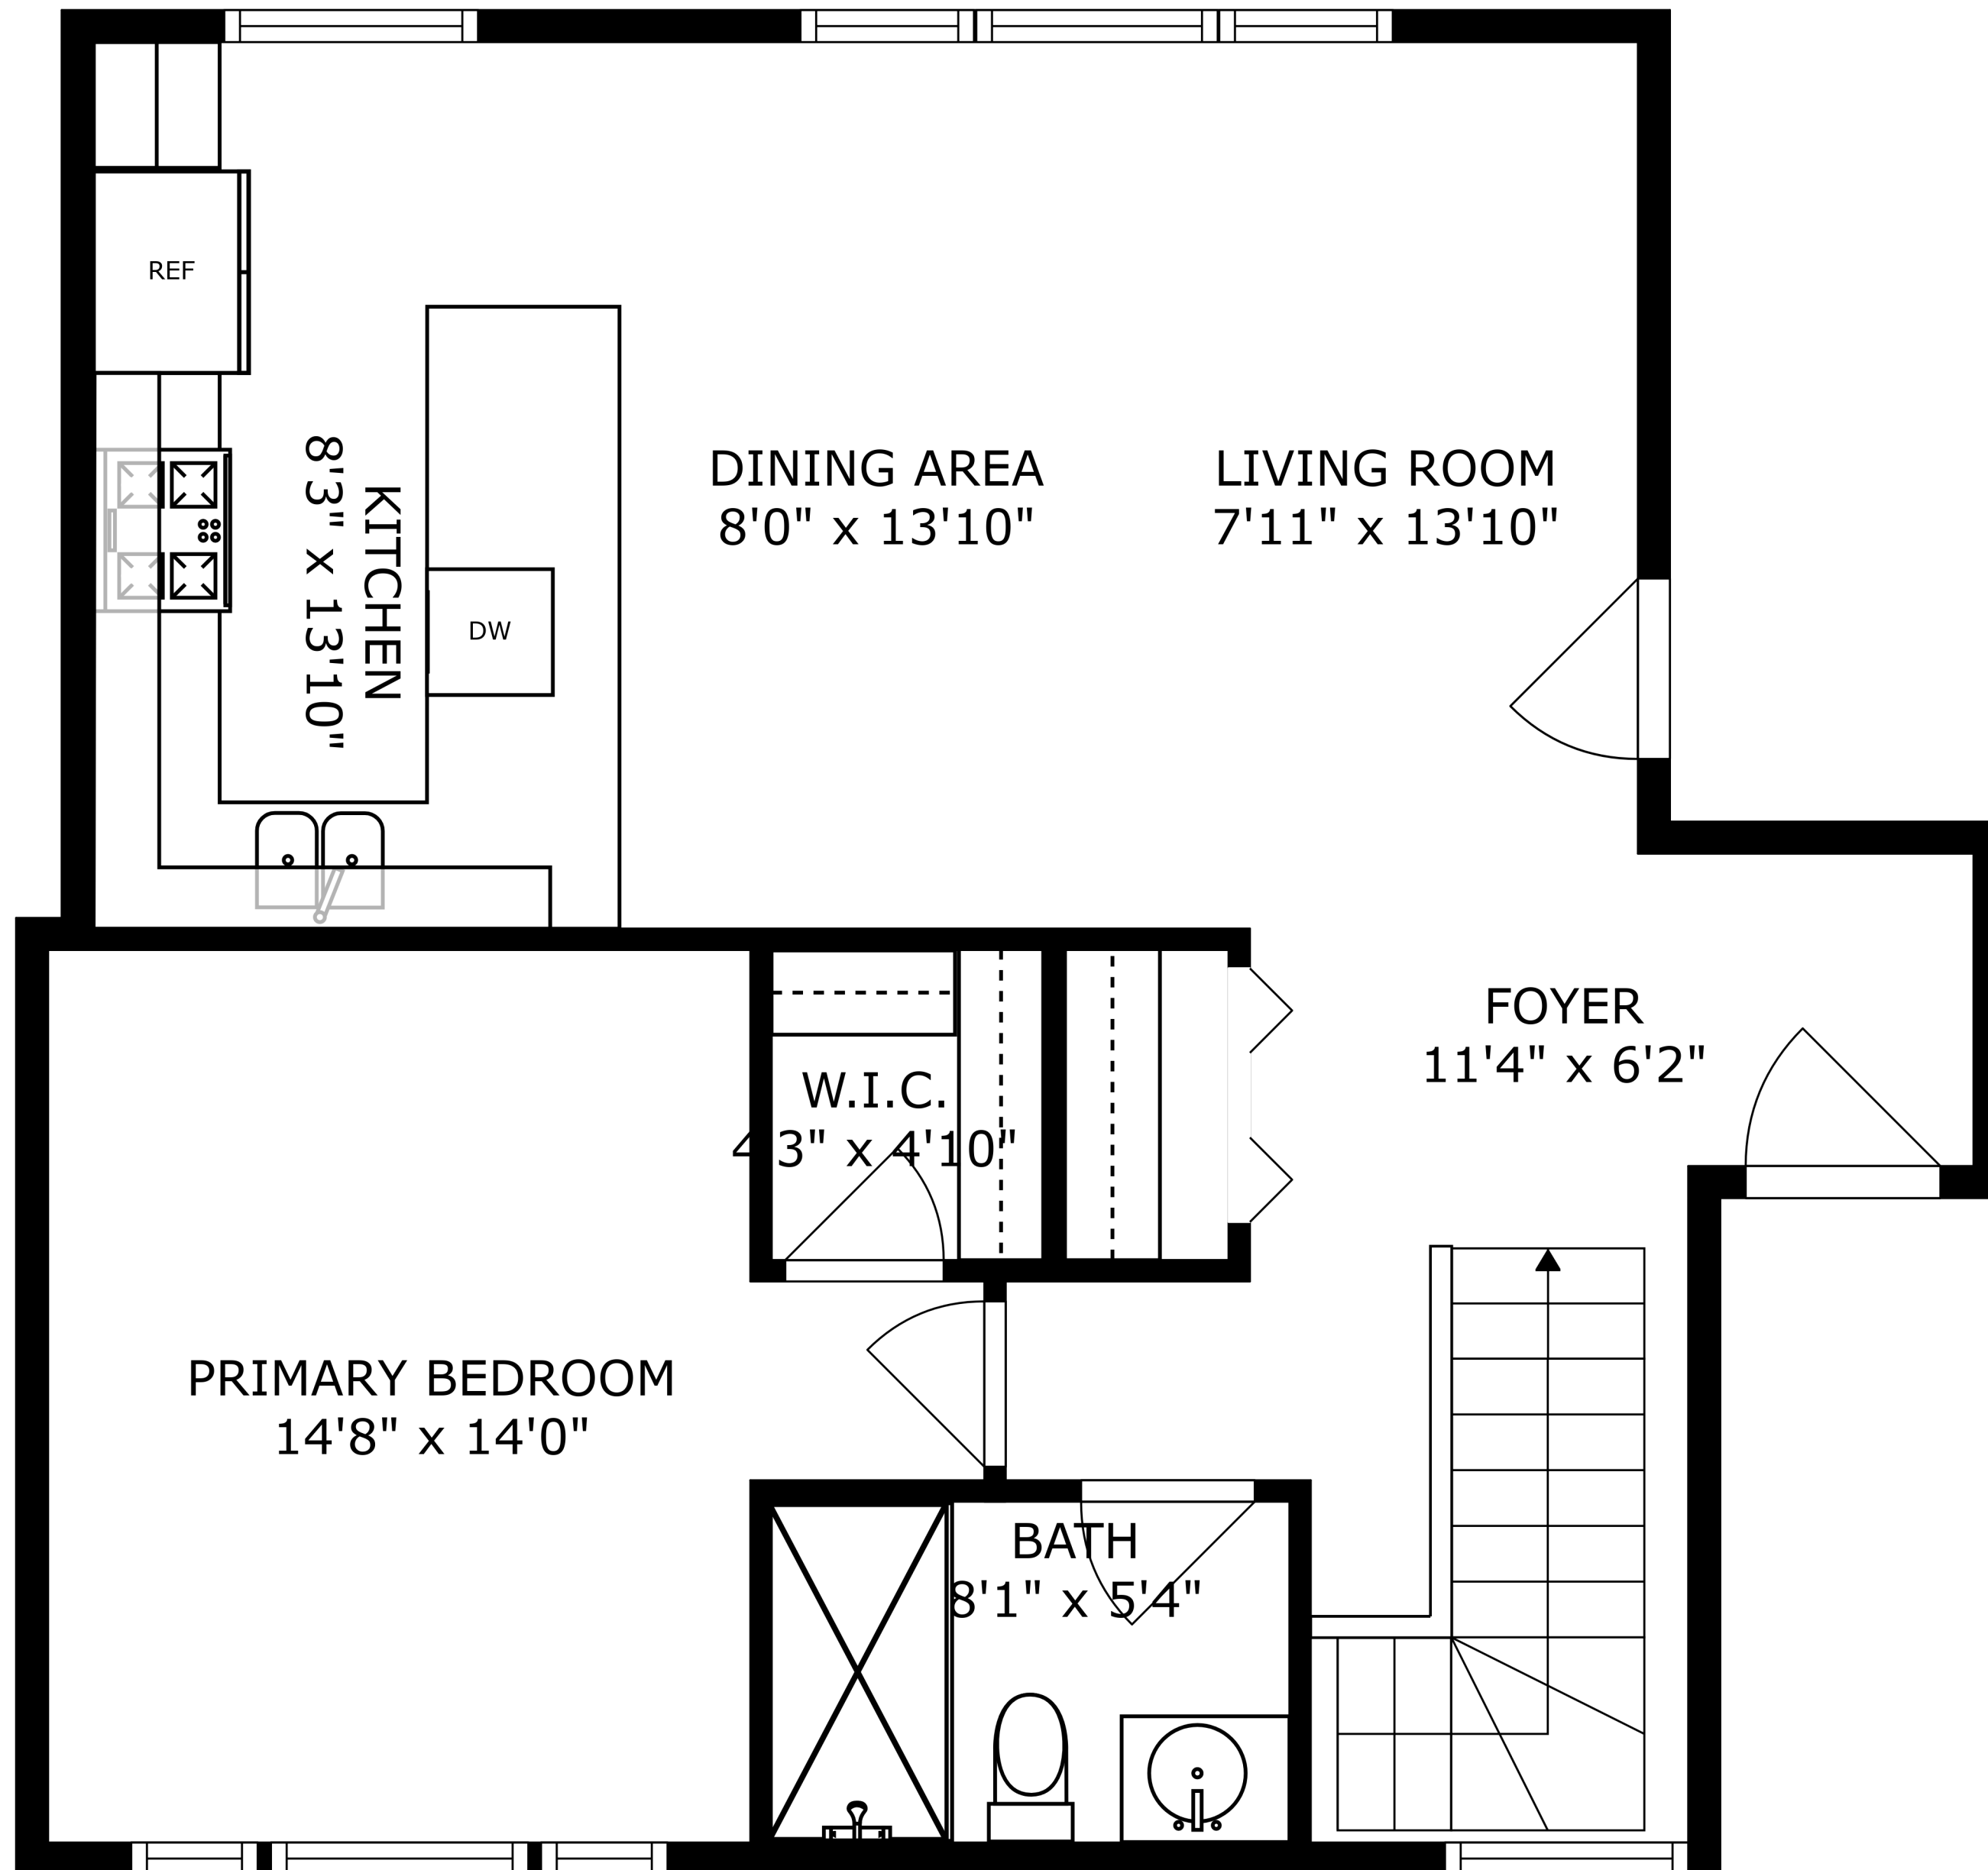 REF
KITCHEN
8'3" x 13'10"
DW
DINING AREA
8'0" x 13'10"
LIVING ROOM
7'11" x 13'10"
FOYER
11'4" x 6'2"
W.I.C.
4'3" x 4'10"
PRIMARY BEDROOM
14'8" x 14'0"
BATH
8'1" x 5'4"